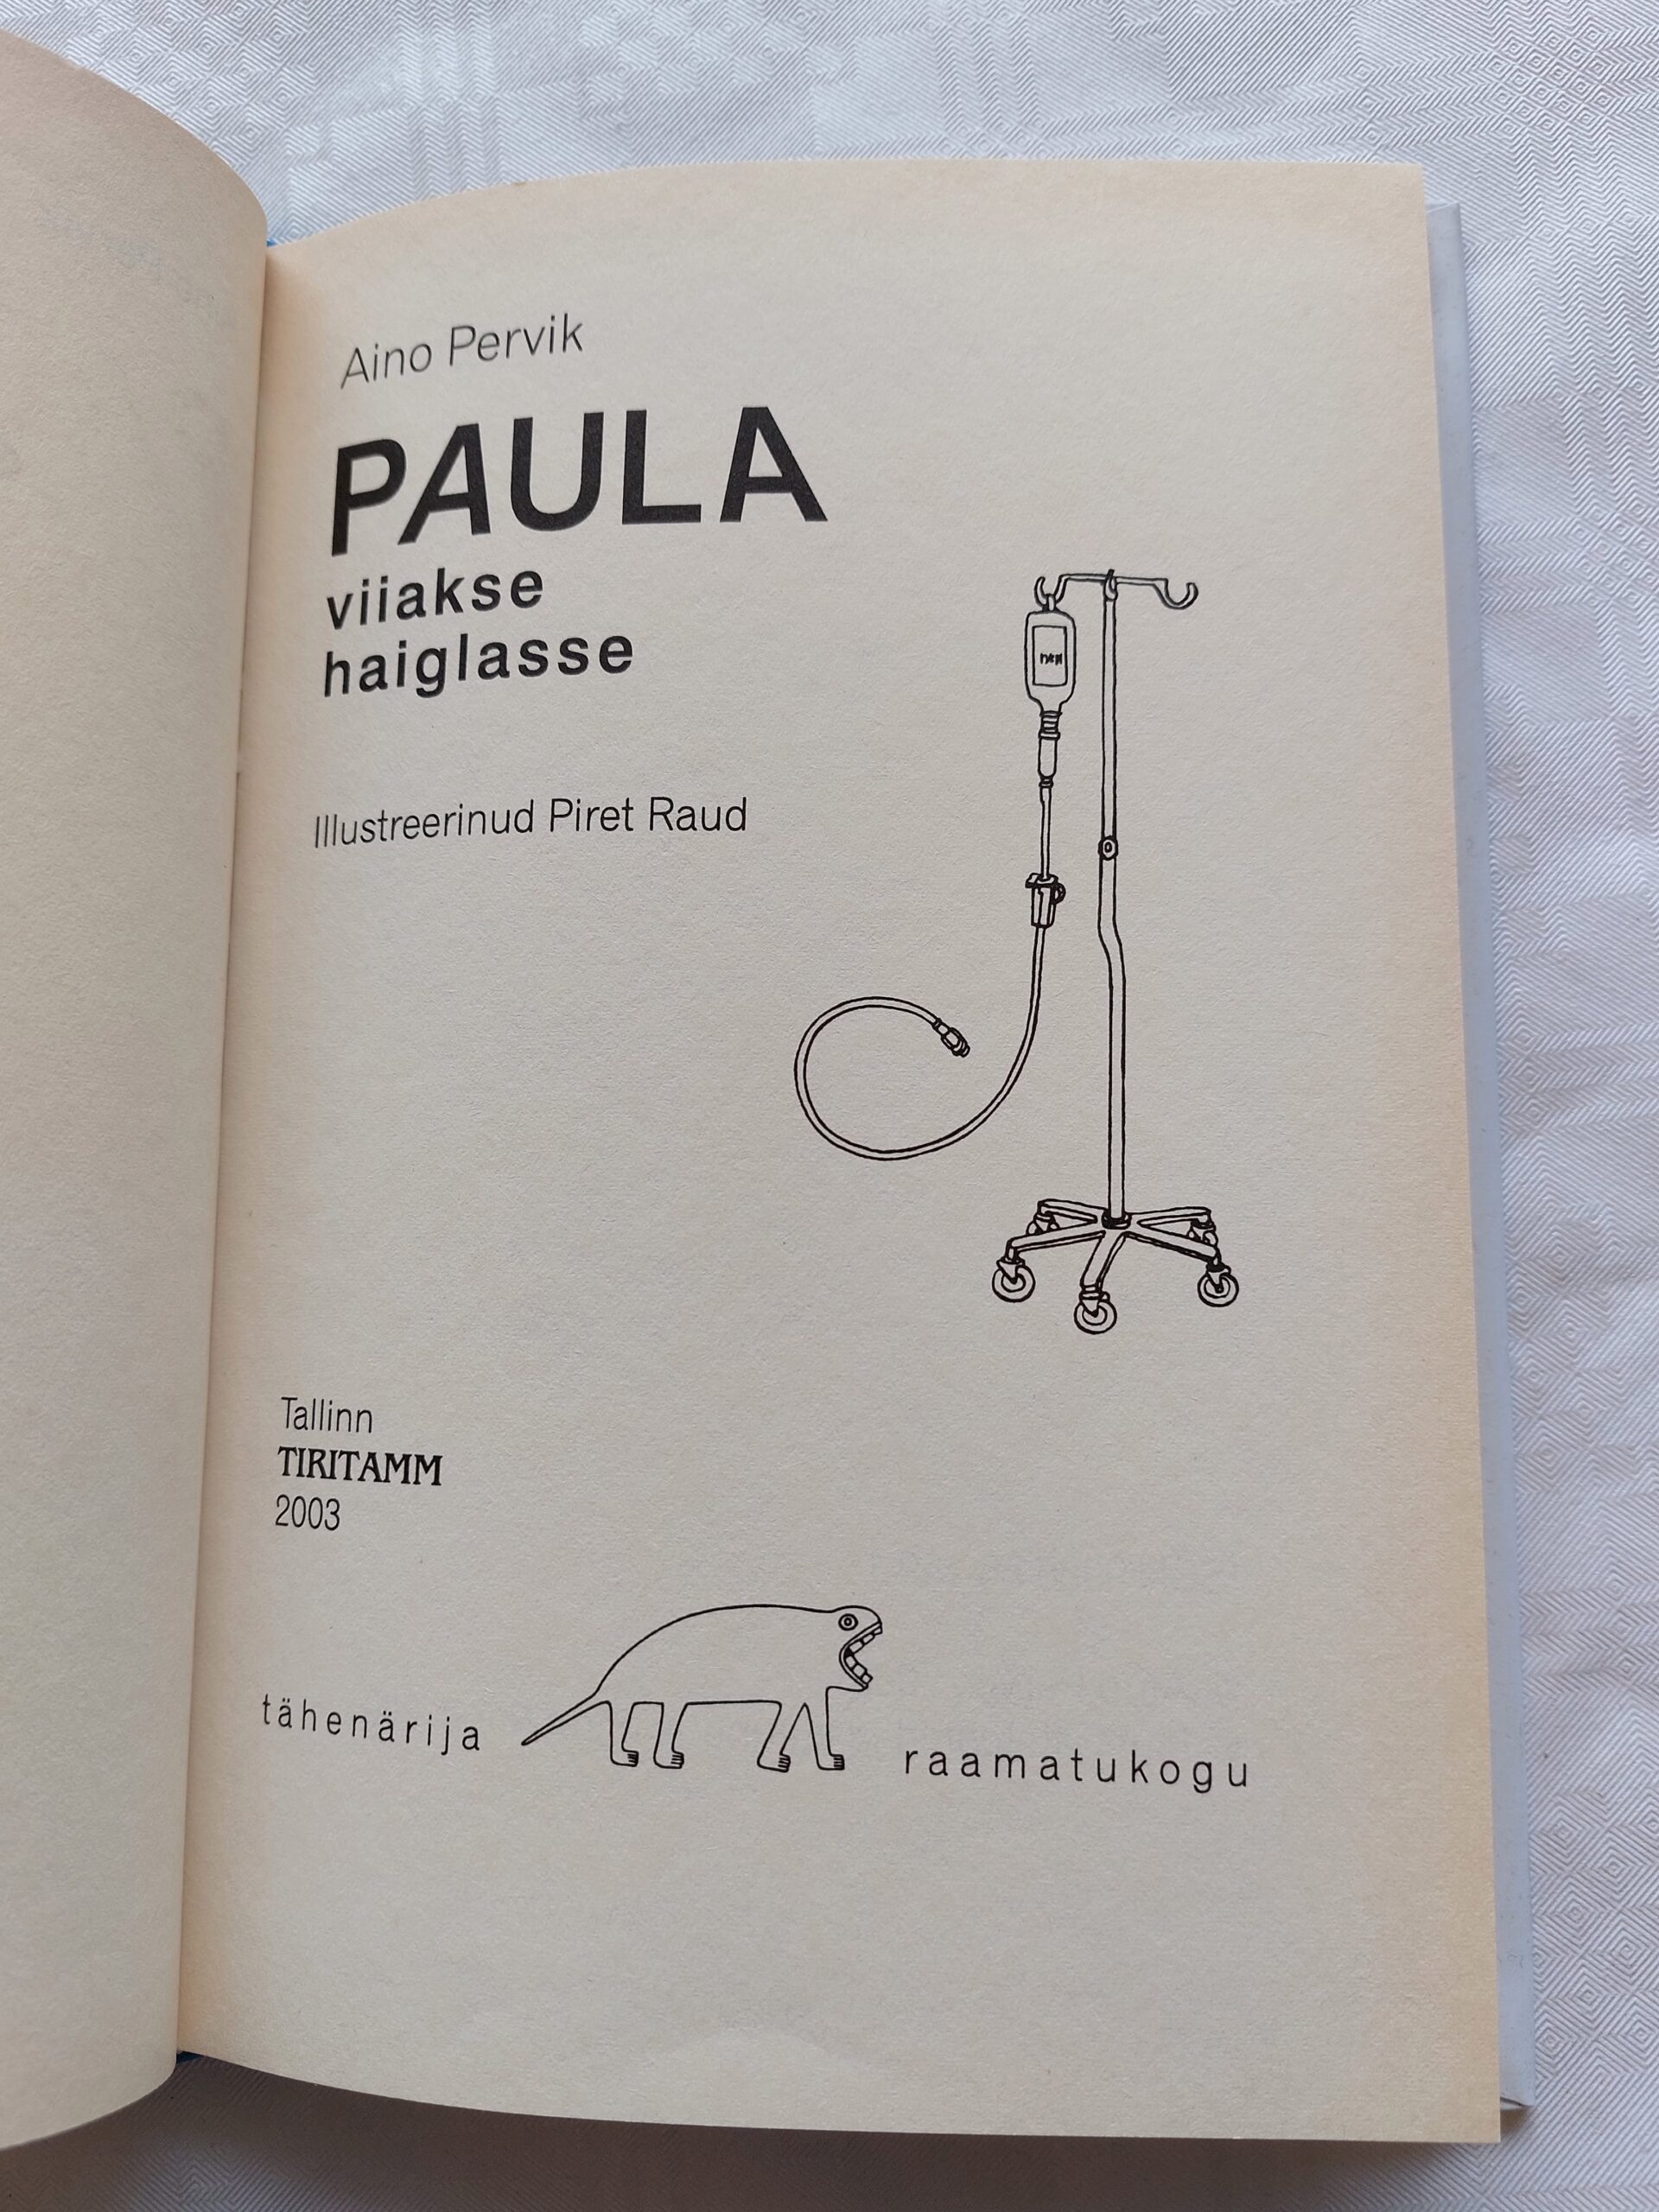 Aino Pervik
PAULA
viiakse
haiglasse
Illustreerinud Piret Raud
Tallinn
TIRITAMM
2003
tähenärija raamatukogu